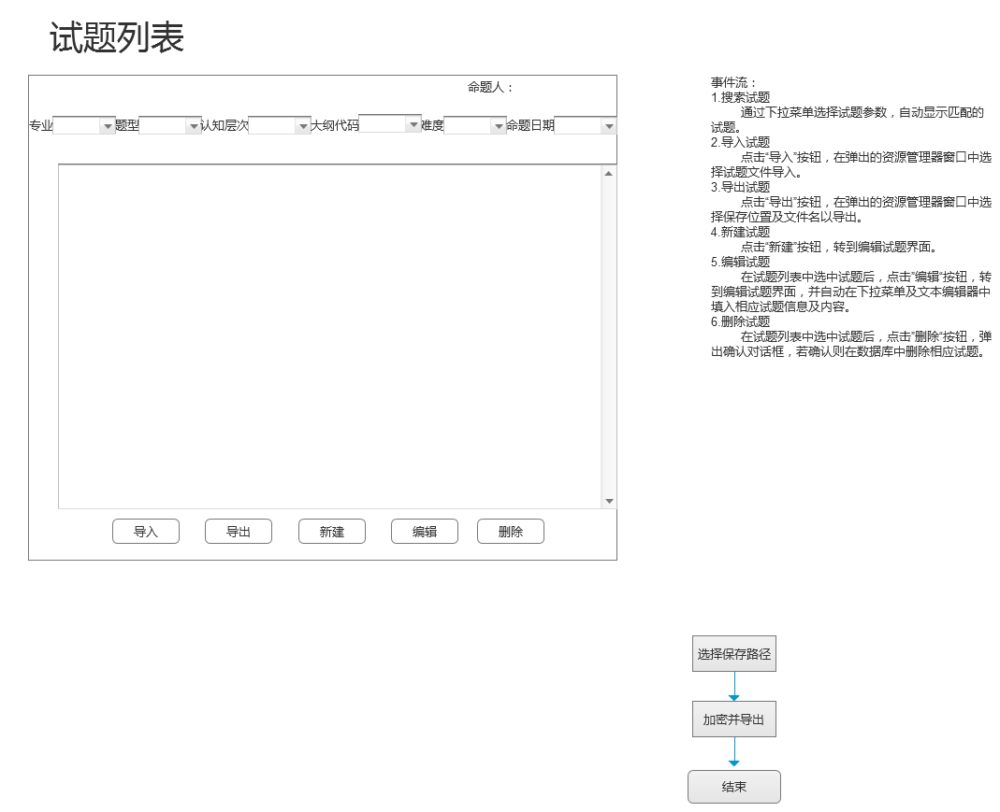 试题列表
命题人：
专业 题型 认知层次 大纲代码 难度 命题日期
导入 导出 新建 编辑 删除
事件流：
1.搜索试题
通过下拉菜单选择试题参数，自动显示匹配的
试题。
2.导入试题
点击“导入”按钮，在弹出的资源管理器窗口中选
择试题文件导入。
3.导出试题
点击“导出”按钮，在弹出的资源管理器窗口中选
择保存位置及文件名以导出。
4.新建试题
点击“新建”按钮，转到编辑试题界面。
5.编辑试题
在试题列表中选中试题后，点击”编辑“按钮，转
到编辑试题界面，并自动在下拉菜单及文本编辑器中
填入相应试题信息及内容。
6.删除试题
在试题列表中选中试题后，点击”删除“按钮，弹
出确认对话框，若确认则在数据库中删除相应试题。
选择保存路径
加密并导出
结束